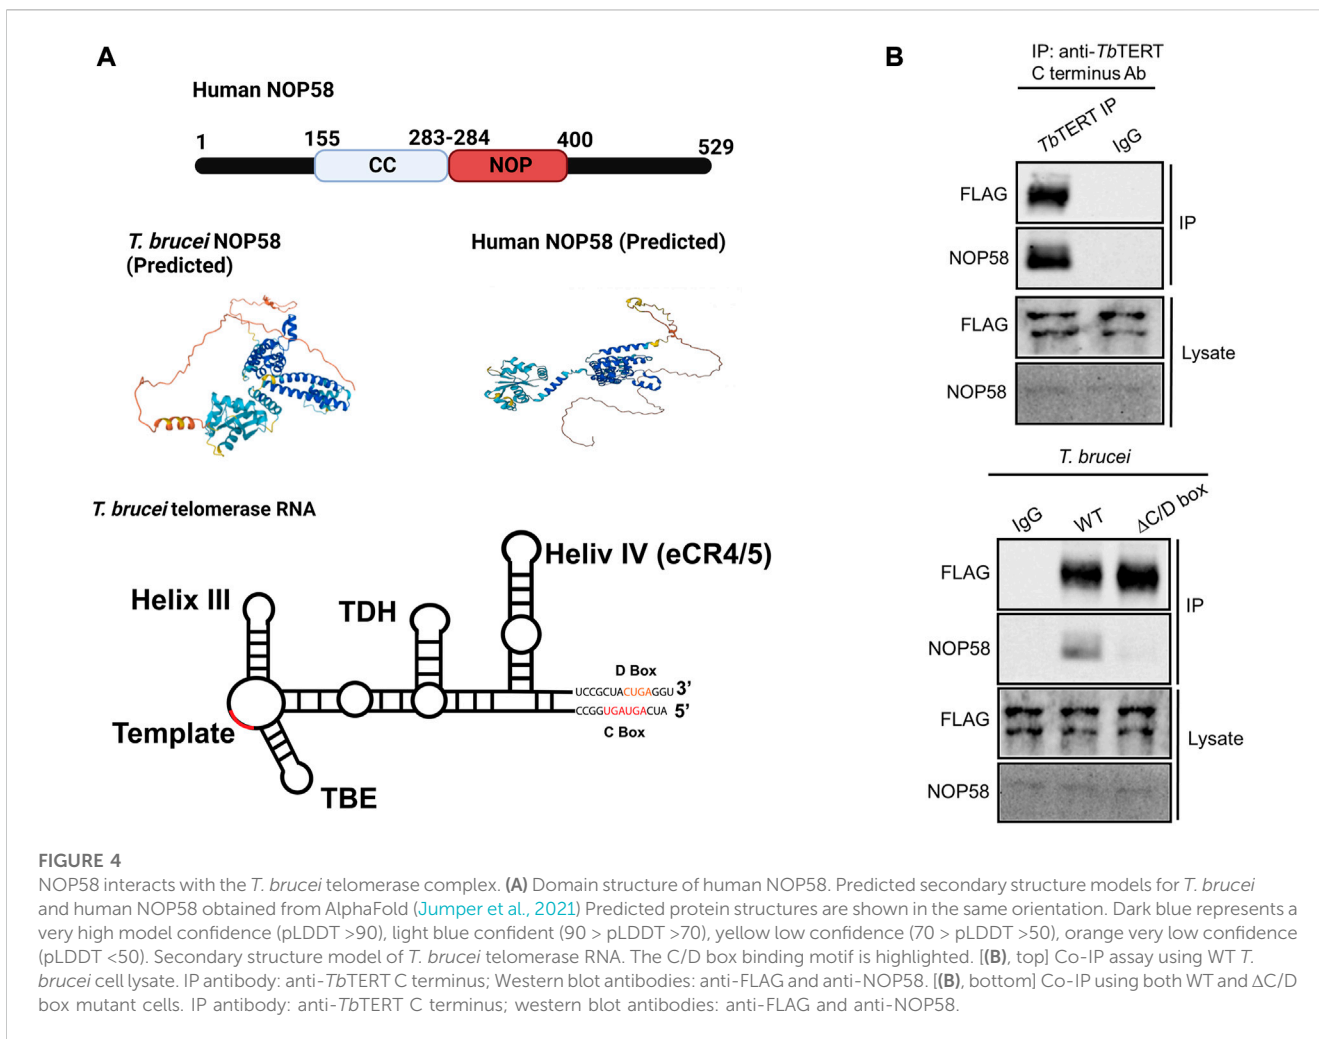 A
Human NOP58
1 155 283-284 400 529
CC NOP
T. brucei NOP58
(Predicted)
Human NOP58 (Predicted)
T. brucei telomerase RNA
Heliv IV (eCR4/5)
Helix III
TDH
D Box
UCCGCUACUGAGGU 3’
CCGGUGAUGACUA 5’
C Box
Template
TBE
B
IP: anti-TbTERT
C terminus Ab
TbTERT IP IgG
FLAG
NOP58
IP
FLAG
NOP58
Lysate
T. brucei
IgG WT ΔC/D box
FLAG
NOP58
IP
FLAG
NOP58
Lysate
FIGURE 4
NOP58 interacts with the T. brucei telomerase complex. (A) Domain structure of human NOP58. Predicted secondary structure models for T. brucei
and human NOP58 obtained from AlphaFold (Jumper et al., 2021) Predicted protein structures are shown in the same orientation. Dark blue represents a
very high model confidence (pLDDT >90), light blue confident (90 > pLDDT >70), yellow low confidence (70 > pLDDT >50), orange very low confidence
(pLDDT <50). Secondary structure model of T. brucei telomerase RNA. The C/D box binding motif is highlighted. [(B), top] Co-IP assay using WT T.
brucei cell lysate. IP antibody: anti-TbTERT C terminus; Western blot antibodies: anti-FLAG and anti-NOP58. [(B), bottom] Co-IP using both WT and ΔC/D
box mutant cells. IP antibody: anti-TbTERT C terminus; western blot antibodies: anti-FLAG and anti-NOP58.